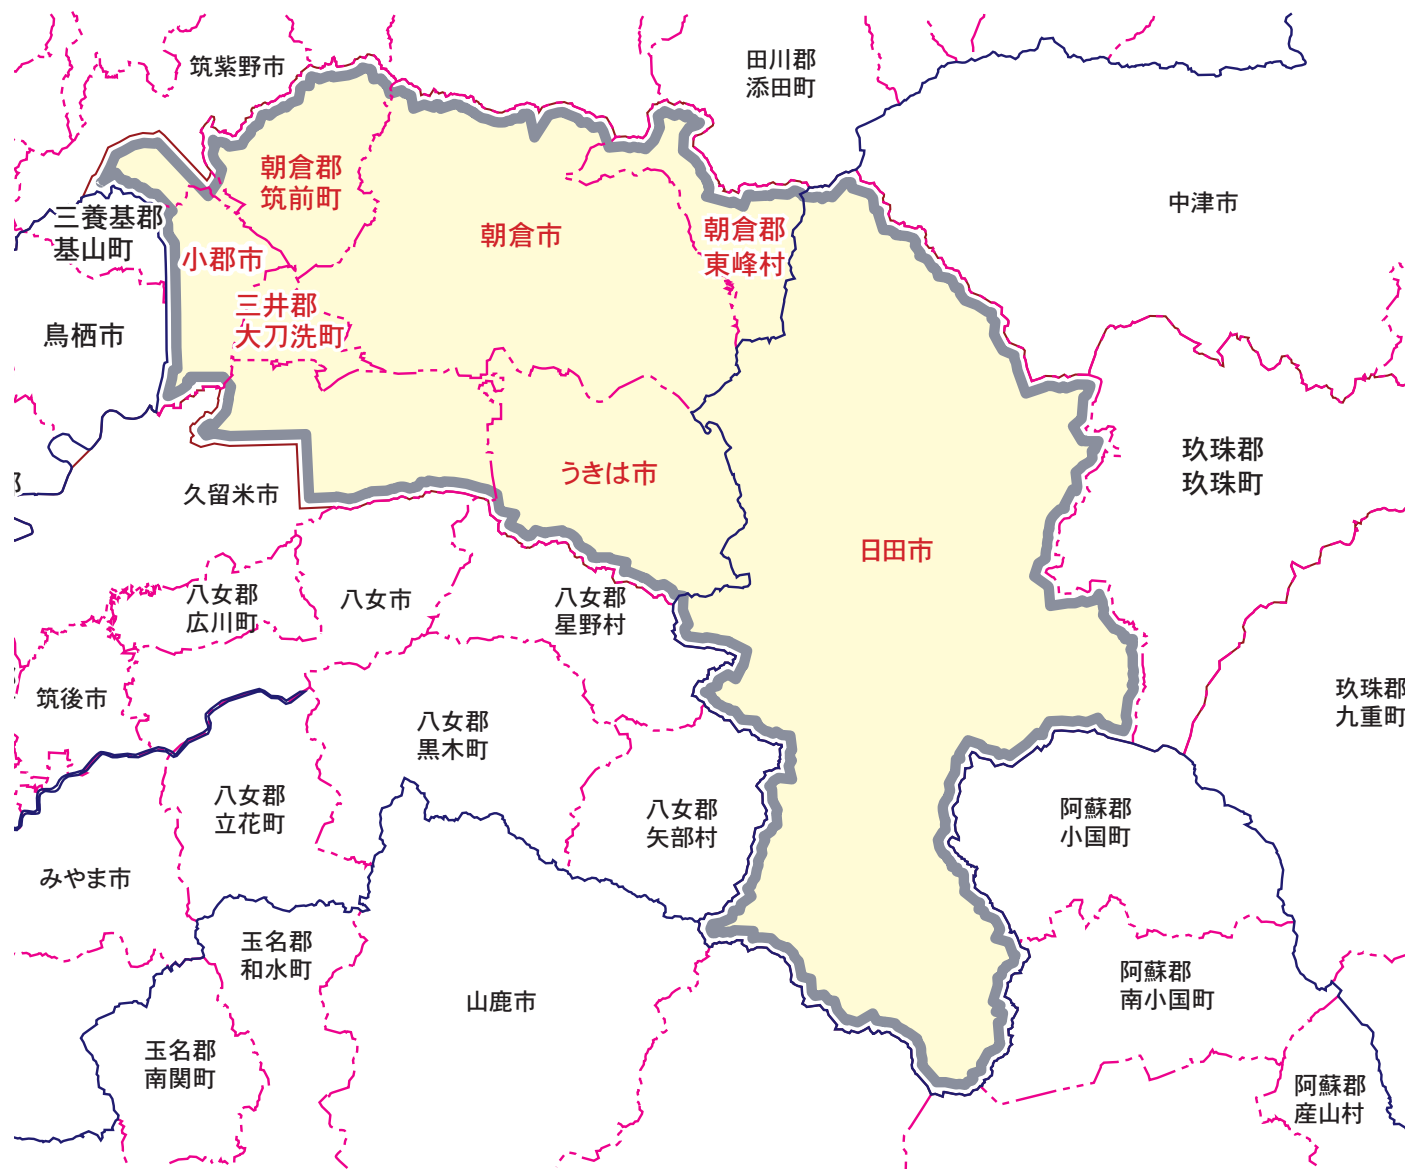 筑紫野市
田川郡
添田町
中津市
朝倉郡
筑前町
三養基郡
基山町
小郡市
朝倉市
朝倉郡
東峰村
三井郡
大刀洗町
鳥栖市
玖珠郡
玖珠町
うきは市
久留米市
日田市
八女郡
広川町
八女市
八女郡
星野村
筑後市
玖珠郡
九重町
八女郡
黒木町
八女郡
立花町
八女郡
矢部村
阿蘇郡
小国町
みやま市
玉名郡
和水町
山鹿市
阿蘇郡
南小国町
玉名郡
南関町
阿蘇郡
産山村